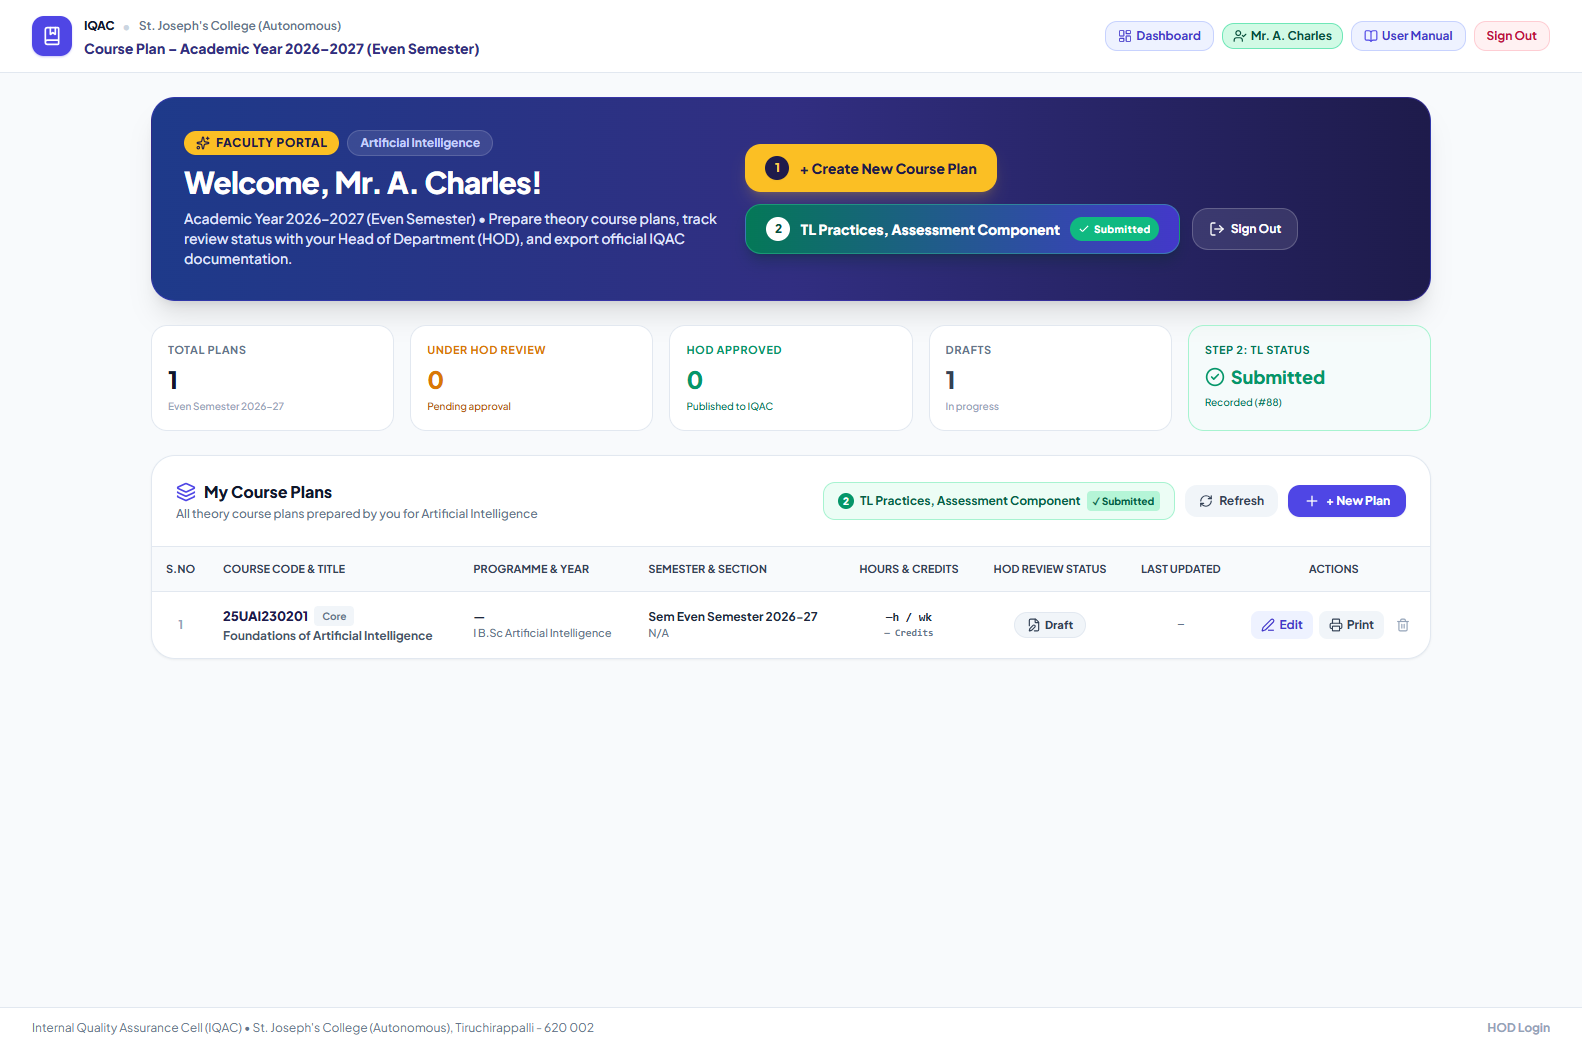 IQAC • St. Joseph's College (Autonomous)
Course Plan – Academic Year 2026–2027 (Even Semester)
Dashboard
Mr. A. Charles
User Manual
Sign Out
FACULTY PORTAL
Artificial Intelligence
Welcome, Mr. A. Charles!
Academic Year 2026–2027 (Even Semester) • Prepare theory course plans, track
review status with your Head of Department (HOD), and export official IQAC
documentation.
1 + Create New Course Plan
2 TL Practices, Assessment Component ✓ Submitted
Sign Out
TOTAL PLANS
1
Even Semester 2026–27
UNDER HOD REVIEW
0
Pending approval
HOD APPROVED
0
Published to IQAC
DRAFTS
1
In progress
STEP 2: TL STATUS
Submitted
Recorded (#88)
My Course Plans
All theory course plans prepared by you for Artificial Intelligence
2 TL Practices, Assessment Component ✓ Submitted
Refresh
+ + New Plan
S.NO COURSE CODE & TITLE PROGRAMME & YEAR SEMESTER & SECTION HOURS & CREDITS HOD REVIEW STATUS LAST UPDATED ACTIONS
1
25UAI230201 Core
Foundations of Artificial Intelligence
—
I B.Sc Artificial Intelligence
Sem Even Semester 2026–27
N/A
—h / wk
— Credits
Draft
—
Edit
Print
Internal Quality Assurance Cell (IQAC) • St. Joseph's College (Autonomous), Tiruchirappalli - 620 002
HOD Login